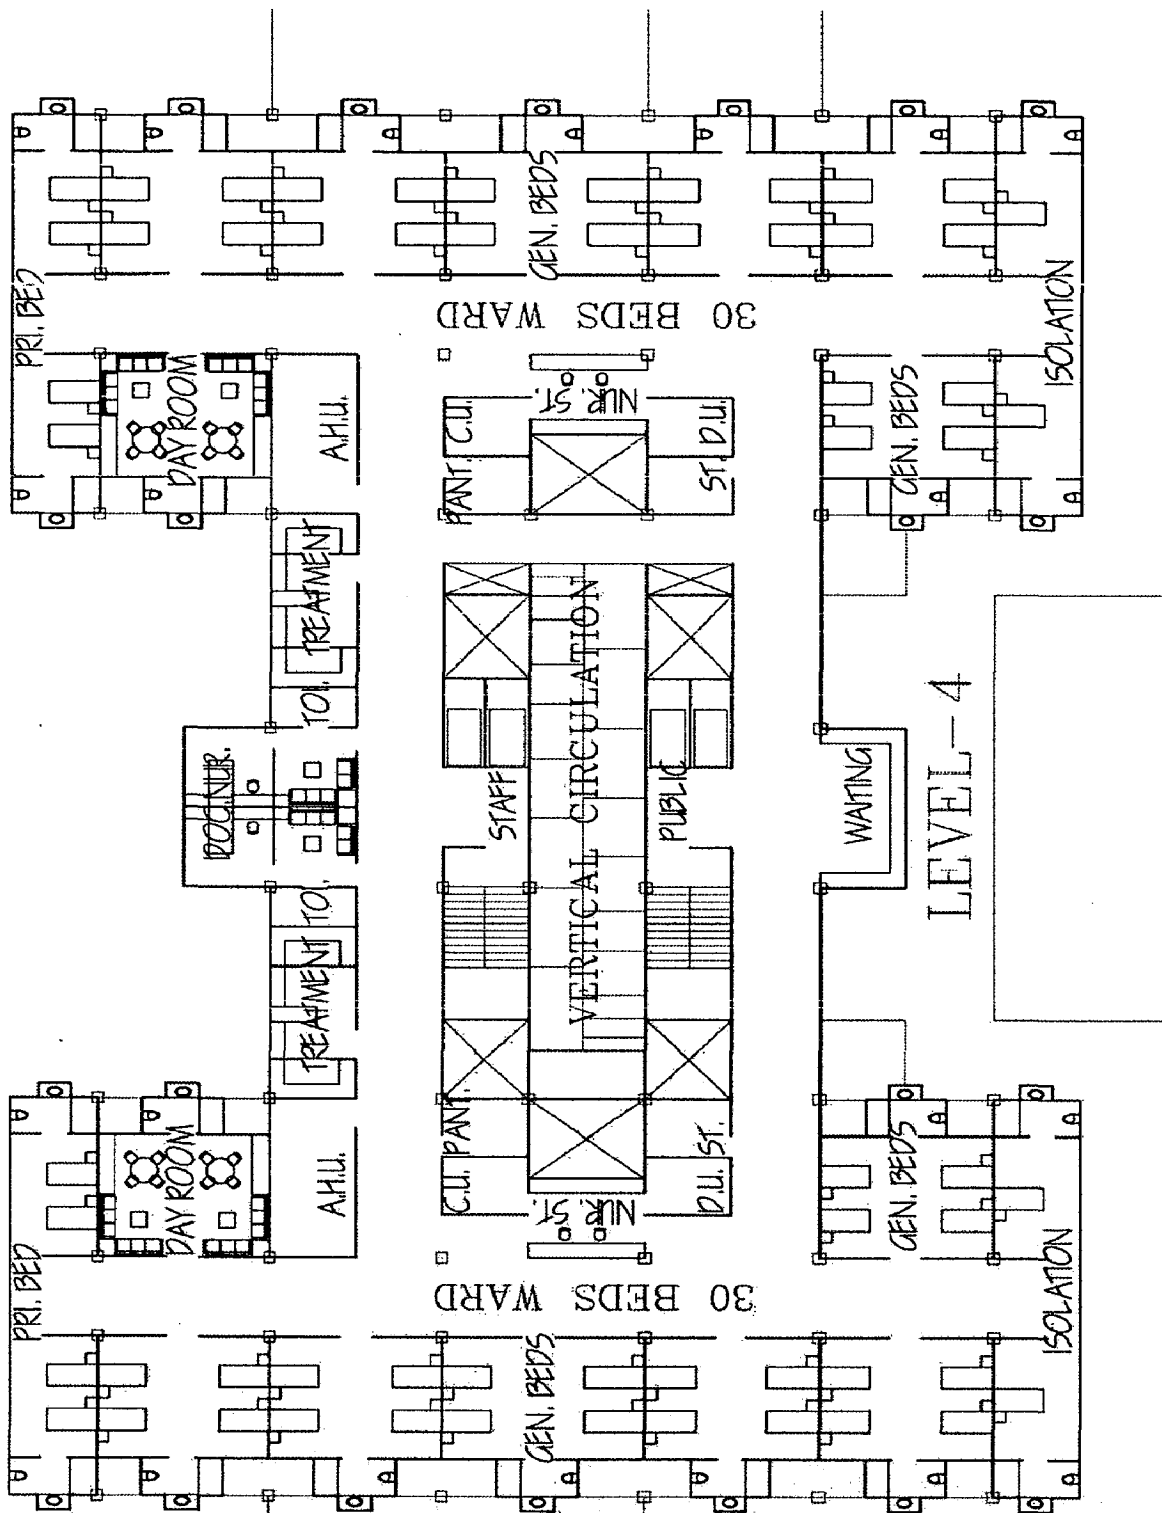 PRI. BED
GEN. BEDS
30 BEDS WARD
ISOLATION
DAY ROOM
A.H.U.
C.U.
PANT.
NUR. ST.
D.U.
ST.
GEN. BEDS
TREATMENT
TOI.
DOC.NUR.
TOI.
TREATMENT
STAFF
VERTICAL CIRCULATION
PUBLIC
WAITING
LEVEL-4
DAY ROOM
A.H.U.
PANT.
C.U.
NUR. ST.
ST.
D.U.
GEN. BEDS
PRI. BED
30 BEDS WARD
GEN. BEDS
ISOLATION